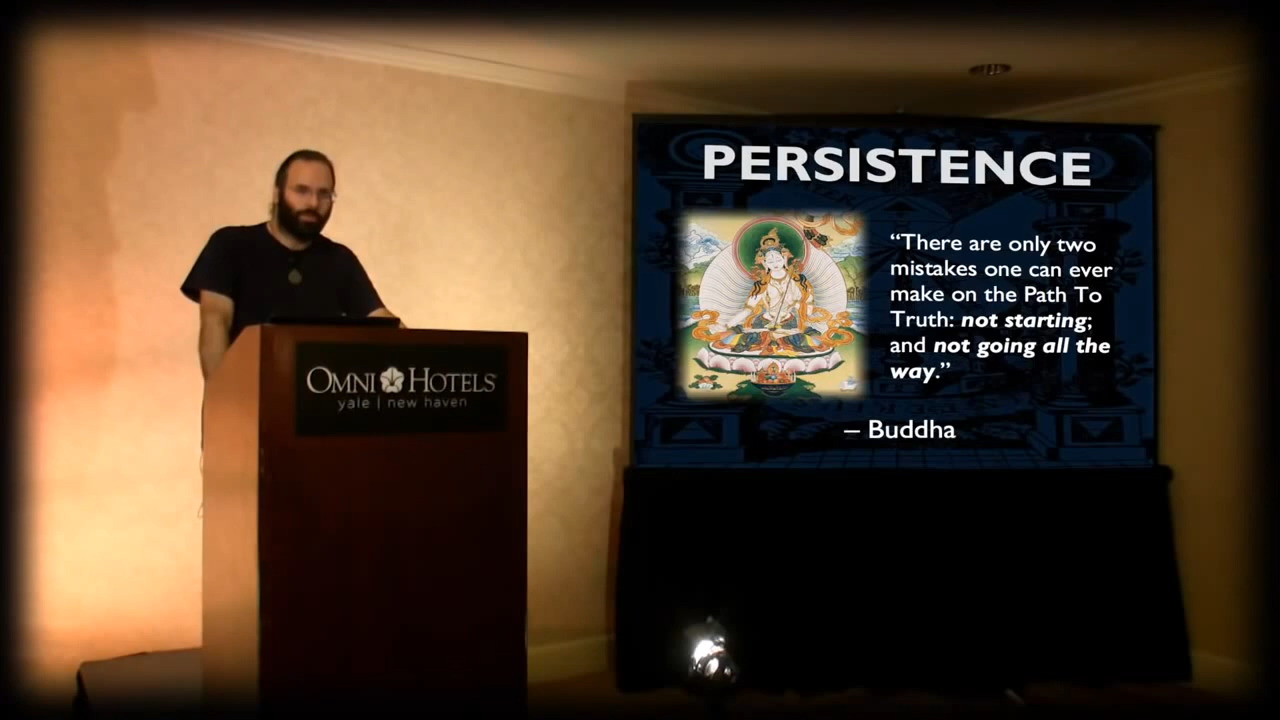 OMNI HOTELS
yale | new haven
PERSISTENCE
“There are only two
mistakes one can ever
make on the Path To
Truth: not starting;
and not going all the
way.”
– Buddha